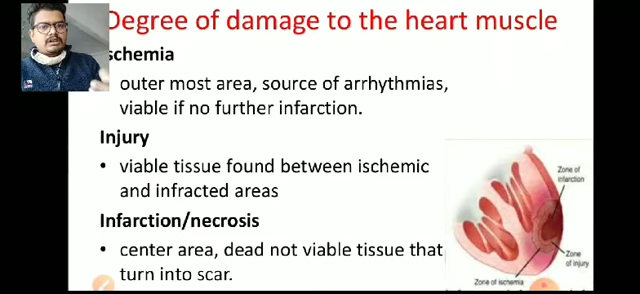 Degree of damage to the heart muscle
schemia
outer most area, source of arrhythmias,
viable if no further infarction.
Injury
• viable tissue found between ischemic
and infracted areas
Infarction/necrosis
• center area, dead not viable tissue that
turn into scar.
Zone of
infarction
Zone
of injury
Zone of ischemia